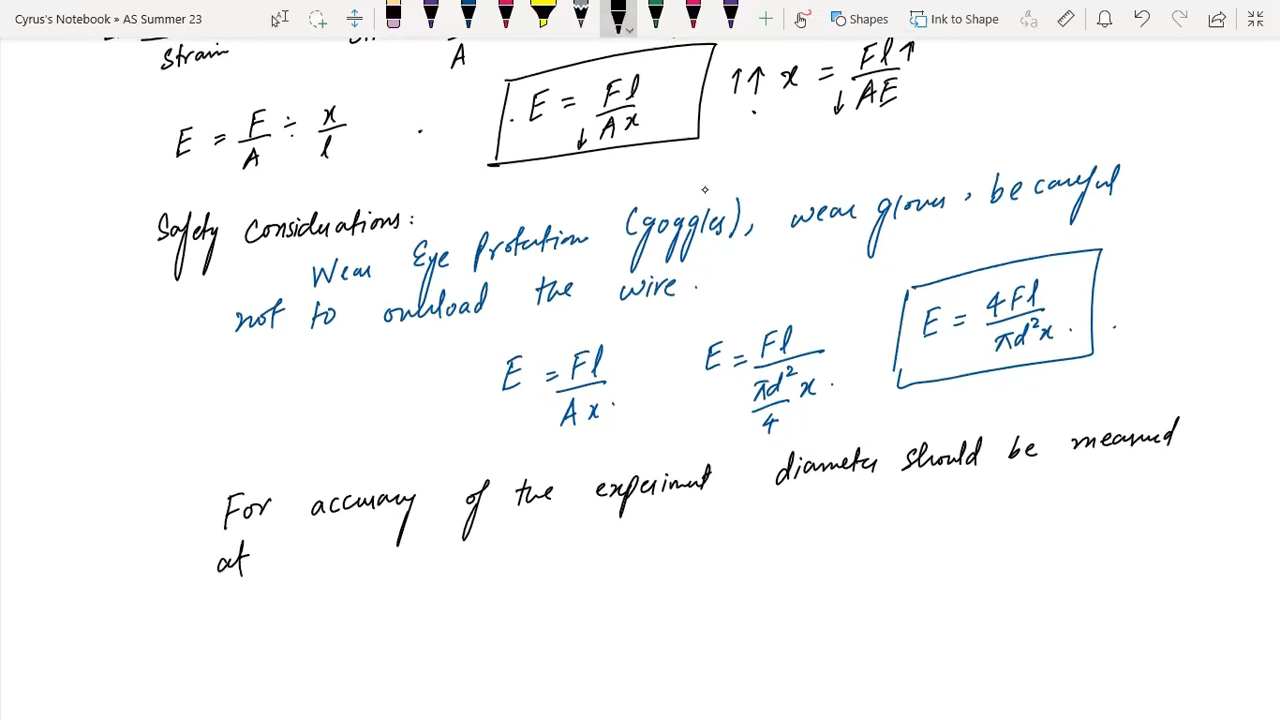 Cyrus's Notebook » AS Summer 23
Shapes
Ink to Shape
Strain
A
E = F/A ÷ x/l
. E = Fl/↓Ax
↑↑ x = Fl↑/↓AE
Safety Considerations:
Wear Eye Protection (goggles), wear gloves, be careful
not to overload the wire.
E = Fl/Ax.
E = Fl/(πd²/4 x).
E = 4Fl/πd²x.
For accuracy of the experiment diameter should be measured
at